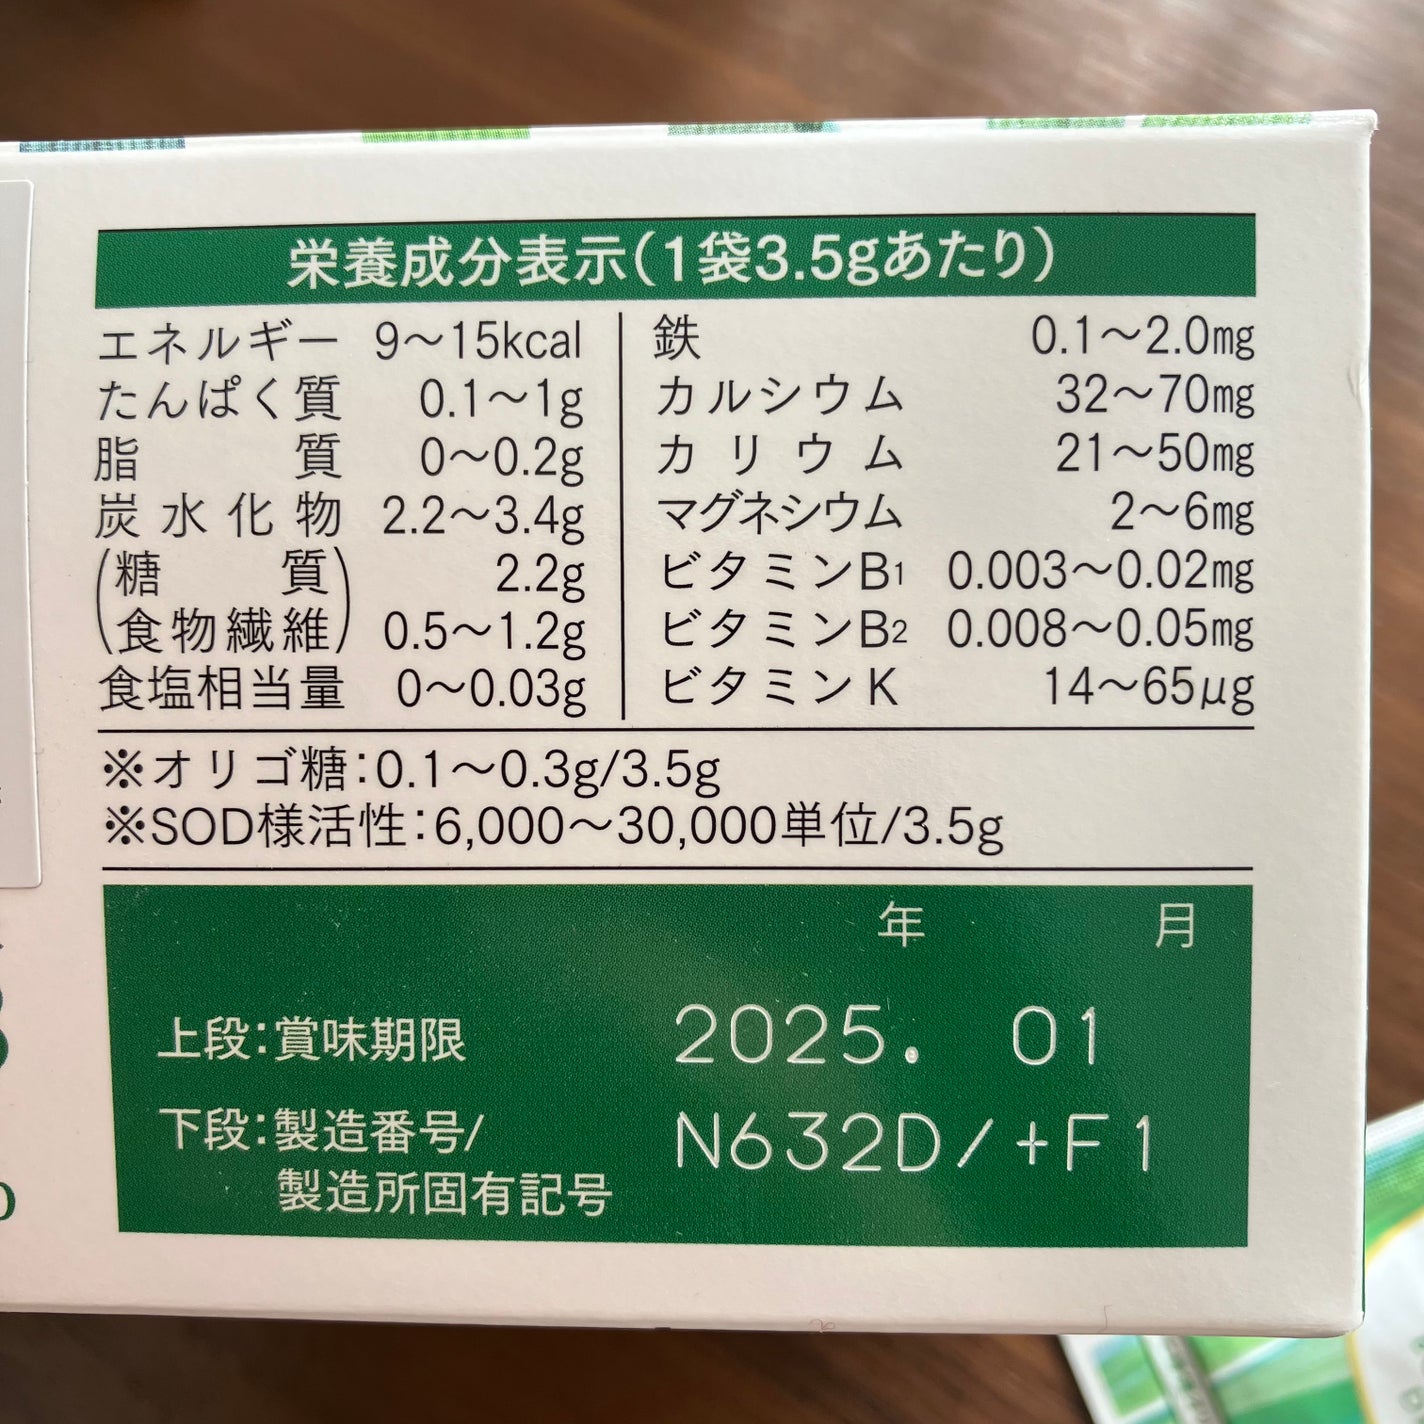 栄養成分表示(1袋3.5gあたり)
エネルギー 9〜15kcal
たんぱく質 0.1〜1g
脂質 0〜0.2g
炭水化物 2.2〜3.4g
(糖質) 2.2g
(食物繊維) 0.5〜1.2g
食塩相当量 0〜0.03g
鉄 0.1〜2.0mg
カルシウム 32〜70mg
カリウム 21〜50mg
マグネシウム 2〜6mg
ビタミンB1 0.003〜0.02mg
ビタミンB2 0.008〜0.05mg
ビタミンK 14〜65μg
※オリゴ糖:0.1〜0.3g/3.5g
※SOD様活性:6,000〜30,000単位/3.5g
年 月
上段:賞味期限 2025. 01
下段:製造番号/ N632D/+F1
製造所固有記号